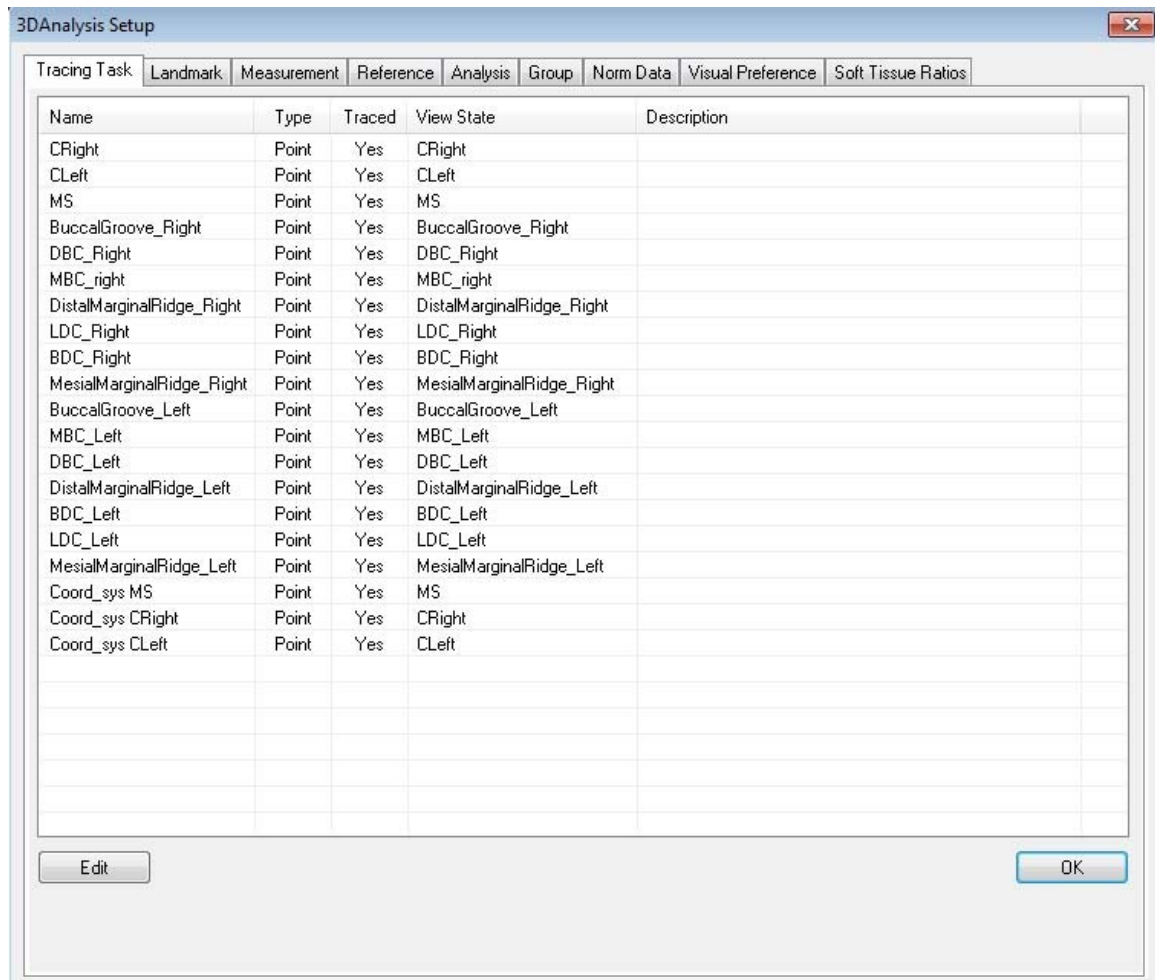 3DAnalysis Setup
Tracing Task Landmark Measurement Reference Analysis Group Norm Data Visual Preference Soft Tissue Ratios
Name Type Traced View State Description
CRight Point Yes CRight
CLeft Point Yes CLeft
MS Point Yes MS
BuccalGroove_Right Point Yes BuccalGroove_Right
DBC_Right Point Yes DBC_Right
MBC_right Point Yes MBC_right
DistalMarginalRidge_Right Point Yes DistalMarginalRidge_Right
LDC_Right Point Yes LDC_Right
BDC_Right Point Yes BDC_Right
MesialMarginalRidge_Right Point Yes MesialMarginalRidge_Right
BuccalGroove_Left Point Yes BuccalGroove_Left
MBC_Left Point Yes MBC_Left
DBC_Left Point Yes DBC_Left
DistalMarginalRidge_Left Point Yes DistalMarginalRidge_Left
BDC_Left Point Yes BDC_Left
LDC_Left Point Yes LDC_Left
MesialMarginalRidge_Left Point Yes MesialMarginalRidge_Left
Coord_sys MS Point Yes MS
Coord_sys CRight Point Yes CRight
Coord_sys CLeft Point Yes CLeft
Edit OK